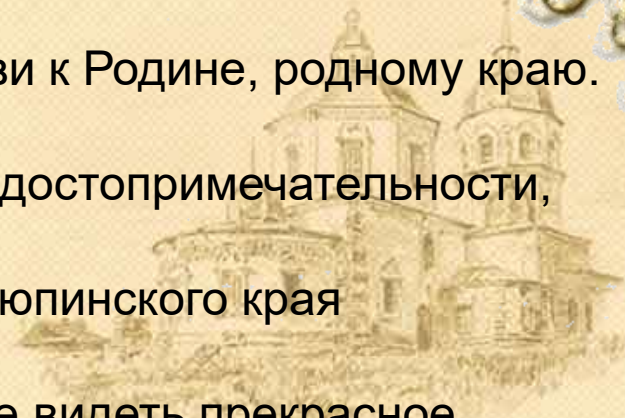 ви к Родине, родному краю.
достопримечательности,
юпинского края
е видеть прекрасное